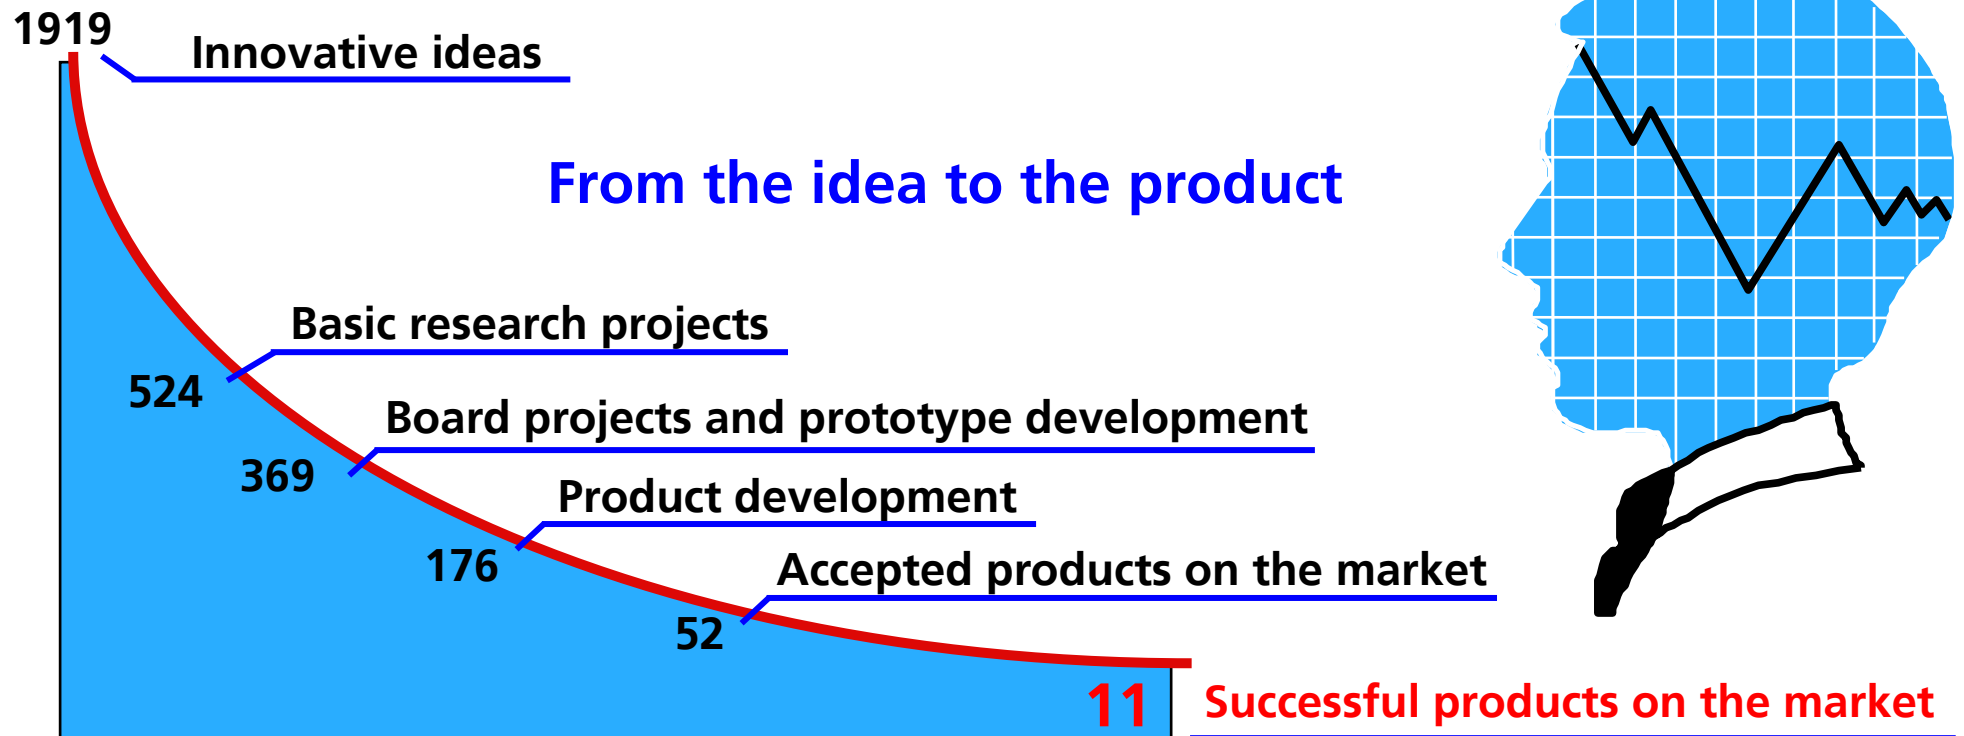 1919
Innovative ideas
From the idea to the product
Basic research projects
524
Board projects and prototype development
369
Product development
176
Accepted products on the market
52
11
Successful products on the market